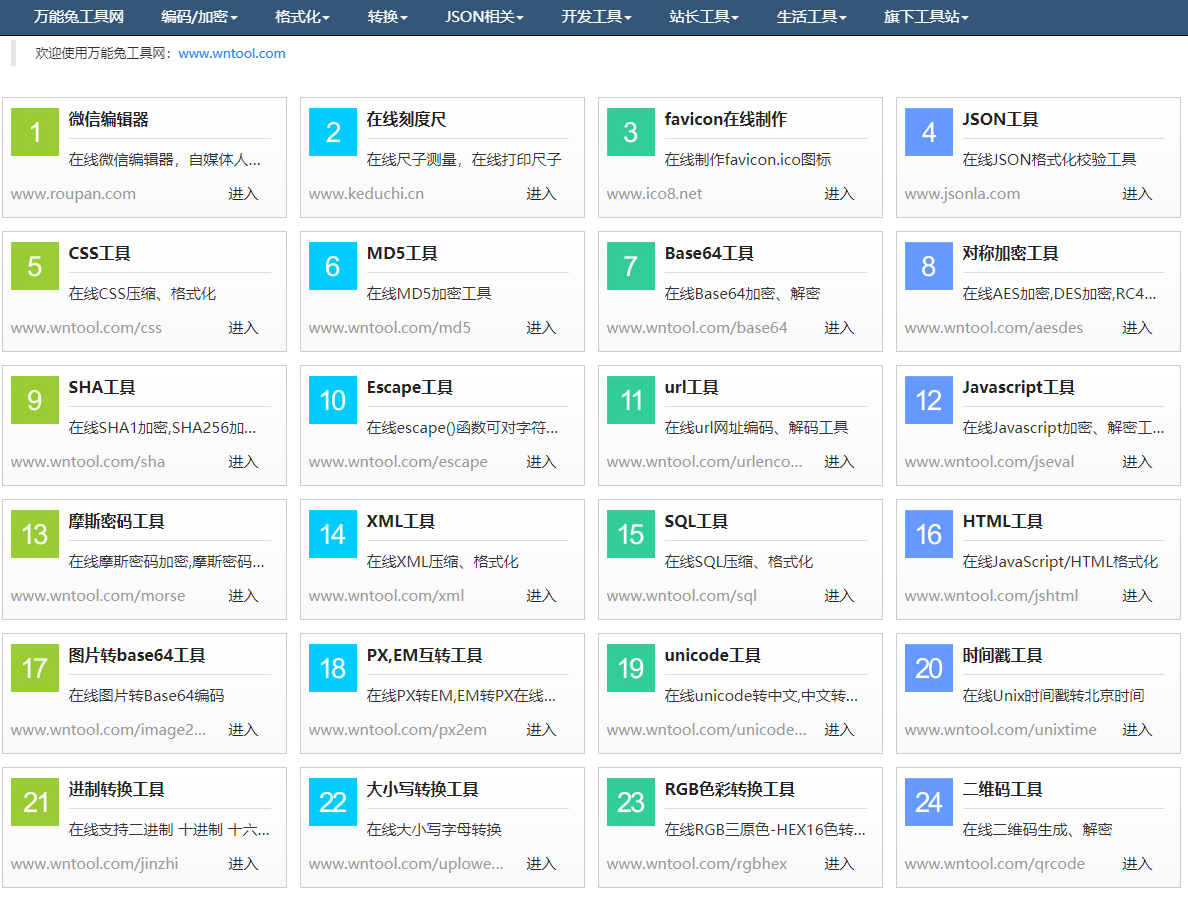 万能兔工具网 编码/加密 格式化 转换 JSON相关 开发工具 站长工具 生活工具 旗下工具站
欢迎使用万能兔工具网：www.wntool.com
1
微信编辑器
在线微信编辑器，自媒体人...
www.roupan.com 进入
2
在线刻度尺
在线尺子测量，在线打印尺子
www.keduchi.cn 进入
3
favicon在线制作
在线制作favicon.ico图标
www.ico8.net 进入
4
JSON工具
在线JSON格式化校验工具
www.jsonla.com 进入
5
CSS工具
在线CSS压缩、格式化
www.wntool.com/css 进入
6
MD5工具
在线MD5加密工具
www.wntool.com/md5 进入
7
Base64工具
在线Base64加密、解密
www.wntool.com/base64 进入
8
对称加密工具
在线AES加密,DES加密,RC4...
www.wntool.com/aesdes 进入
9
SHA工具
在线SHA1加密,SHA256加...
www.wntool.com/sha 进入
10
Escape工具
在线escape()函数可对字符...
www.wntool.com/escape 进入
11
url工具
在线url网址编码、解码工具
www.wntool.com/urlenco... 进入
12
Javascript工具
在线Javascript加密、解密工...
www.wntool.com/jseval 进入
13
摩斯密码工具
在线摩斯密码加密,摩斯密码...
www.wntool.com/morse 进入
14
XML工具
在线XML压缩、格式化
www.wntool.com/xml 进入
15
SQL工具
在线SQL压缩、格式化
www.wntool.com/sql 进入
16
HTML工具
在线JavaScript/HTML格式化
www.wntool.com/jshtml 进入
17
图片转base64工具
在线图片转Base64编码
www.wntool.com/image2... 进入
18
PX,EM互转工具
在线PX转EM,EM转PX在线...
www.wntool.com/px2em 进入
19
unicode工具
在线unicode转中文,中文转...
www.wntool.com/unicode... 进入
20
时间戳工具
在线Unix时间戳转北京时间
www.wntool.com/unixtime 进入
21
进制转换工具
在线支持二进制 十进制 十六...
www.wntool.com/jinzhi 进入
22
大小写转换工具
在线大小写字母转换
www.wntool.com/uplowe... 进入
23
RGB色彩转换工具
在线RGB三原色-HEX16色转...
www.wntool.com/rgbhex 进入
24
二维码工具
在线二维码生成、解密
www.wntool.com/qrcode 进入